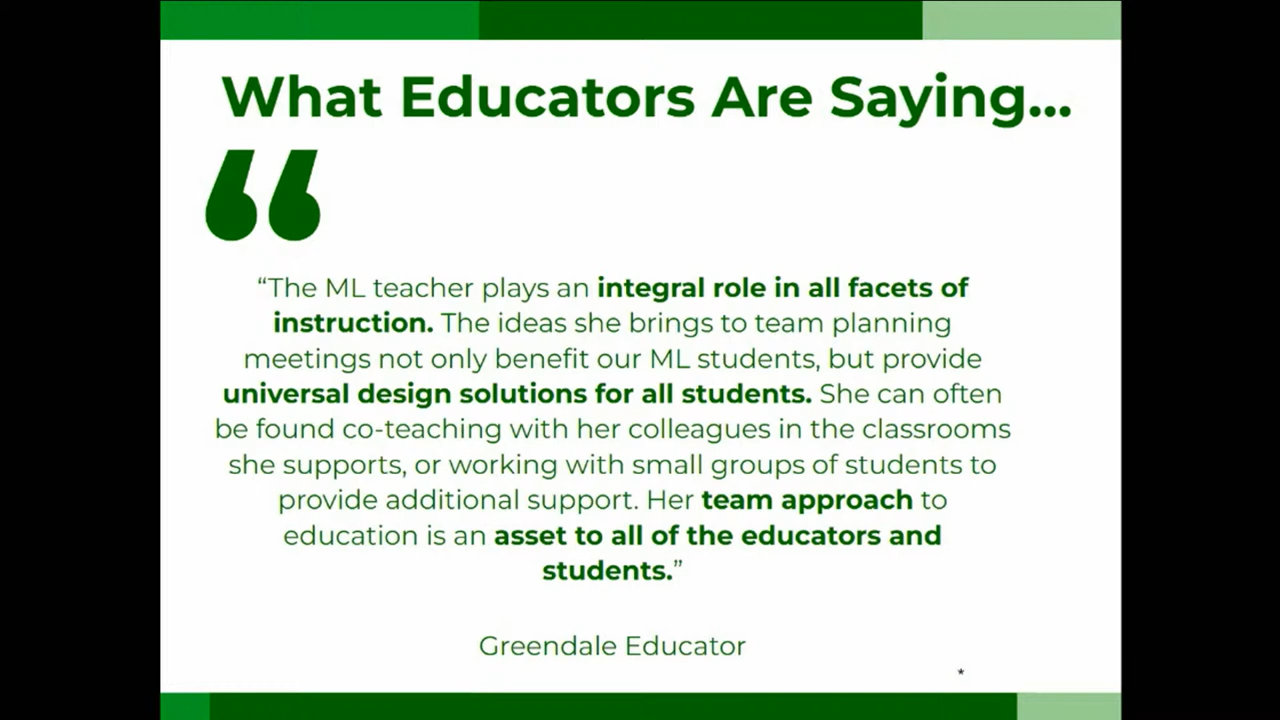 What Educators Are Saying...
“
“The ML teacher plays an integral role in all facets of
instruction. The ideas she brings to team planning
meetings not only benefit our ML students, but provide
universal design solutions for all students. She can often
be found co-teaching with her colleagues in the classrooms
she supports, or working with small groups of students to
provide additional support. Her team approach to
education is an asset to all of the educators and
students.”
Greendale Educator
*